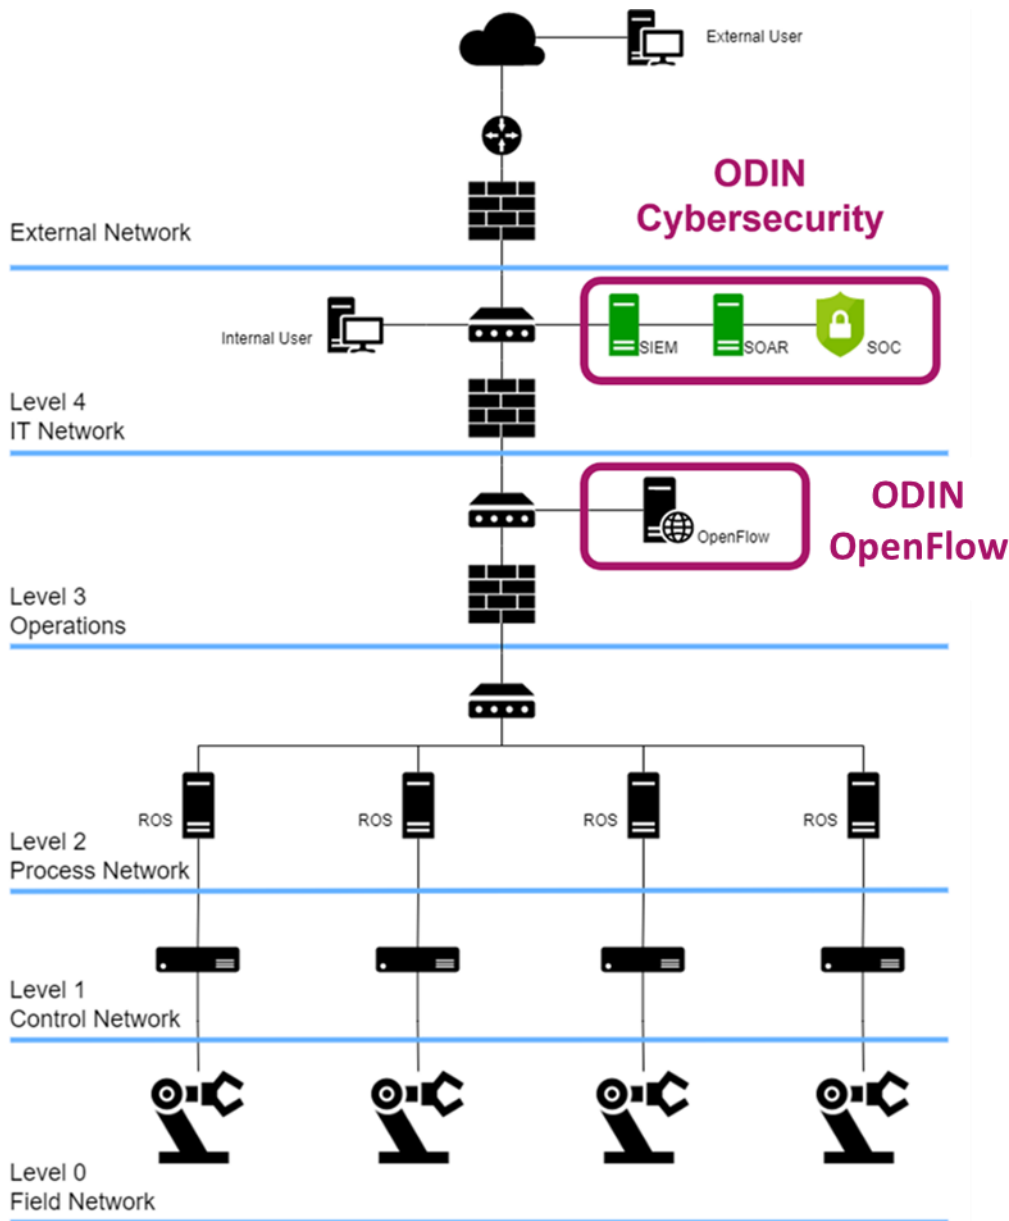 External User
ODIN
Cybersecurity
External Network
Internal User
SIEM
SOAR
SOC
Level 4
IT Network
ODIN
OpenFlow
OpenFlow
Level 3
Operations
ROS
ROS
ROS
ROS
Level 2
Process Network
Level 1
Control Network
Level 0
Field Network